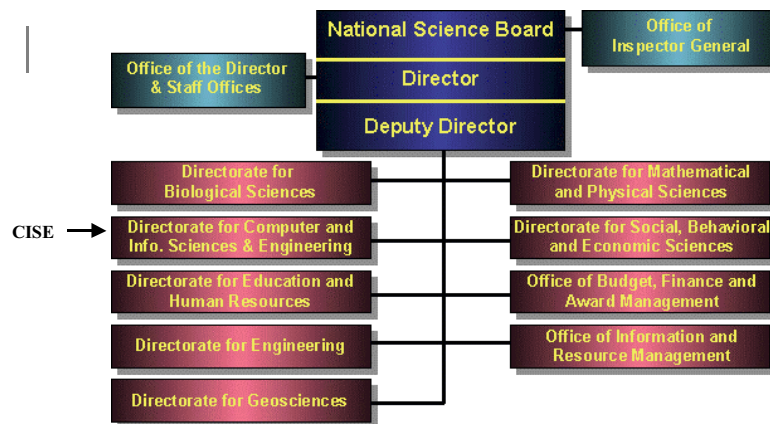 National Science Board
Office of
Inspector General
Office of the Director
& Staff Offices
Director
Deputy Director
Directorate for
Biological Sciences
Directorate for Mathematical
and Physical Sciences
CISE
Directorate for Computer and
Info. Sciences & Engineering
Directorate for Social, Behavioral
and Economic Sciences
Directorate for Education and
Human Resources
Office of Budget, Finance and
Award Management
Directorate for Engineering
Office of Information and
Resource Management
Directorate for Geosciences